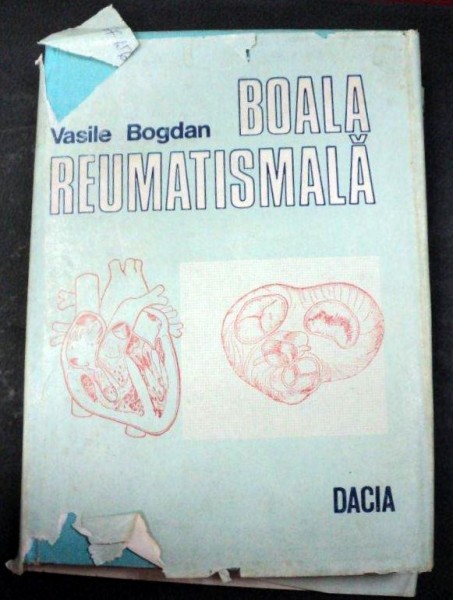 Vasile Bogdan BOALA
REUMATISMALĂ
DACIA